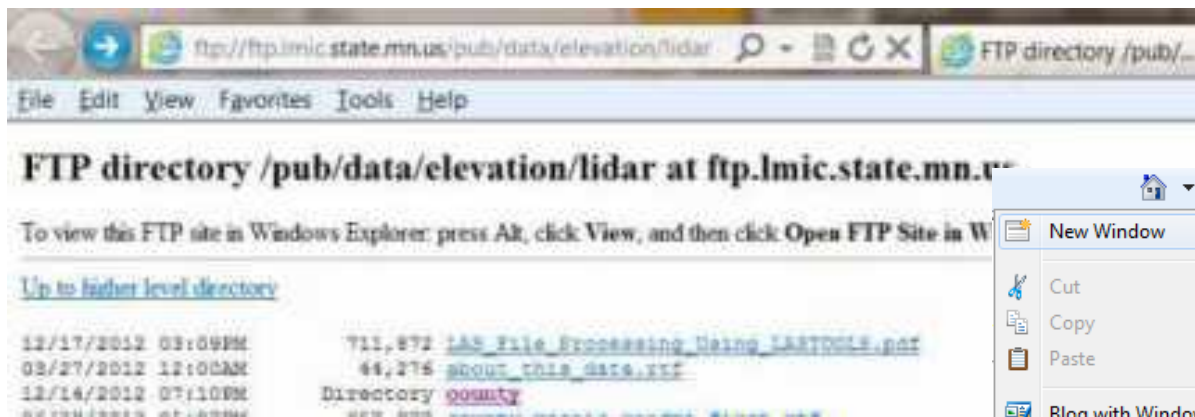 ftp://ftp.lmic.state.mn.us/pub/data/elevation/lidar
FTP directory /pub/...
File Edit View Favorites Tools Help
FTP directory /pub/data/elevation/lidar at ftp.lmic.state.mn.us
To view this FTP site in Windows Explorer: press Alt, click View, and then click Open FTP Site in W
Up to higher level directory
12/17/2012 03:09PM 711,872 LAS_File_Processing_Using_LASTOOLS.pdf
03/27/2012 12:00AM 44,276 about_this_data.rtf
12/14/2012 07:10PM Directory county
New Window
Cut
Copy
Paste
Blog with Windo